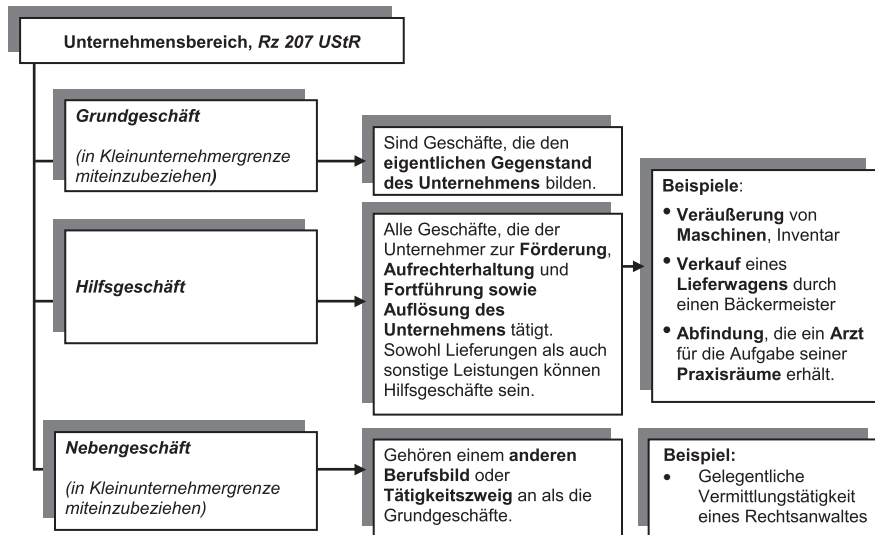 Unternehmensbereich, Rz 207 UStR
Grundgeschäft
(in Kleinunternehmergrenze
miteinzubeziehen)
Sind Geschäfte, die den
eigentlichen Gegenstand
des Unternehmens bilden.
Hilfsgeschäft
Alle Geschäfte, die der
Unternehmer zur Förderung,
Aufrechterhaltung und
Fortführung sowie
Auflösung des
Unternehmens tätigt.
Sowohl Lieferungen als auch
sonstige Leistungen können
Hilfsgeschäfte sein.
Beispiele:
• Veräußerung von
Maschinen, Inventar
• Verkauf eines
Lieferwagens durch
einen Bäckermeister
• Abfindung, die ein Arzt
für die Aufgabe seiner
Praxisräume erhält.
Nebengeschäft
(in Kleinunternehmergrenze
miteinzubeziehen)
Gehören einem anderen
Berufsbild oder
Tätigkeitszweig an als die
Grundgeschäfte.
Beispiel:
• Gelegentliche
Vermittlungstätigkeit
eines Rechtsanwaltes